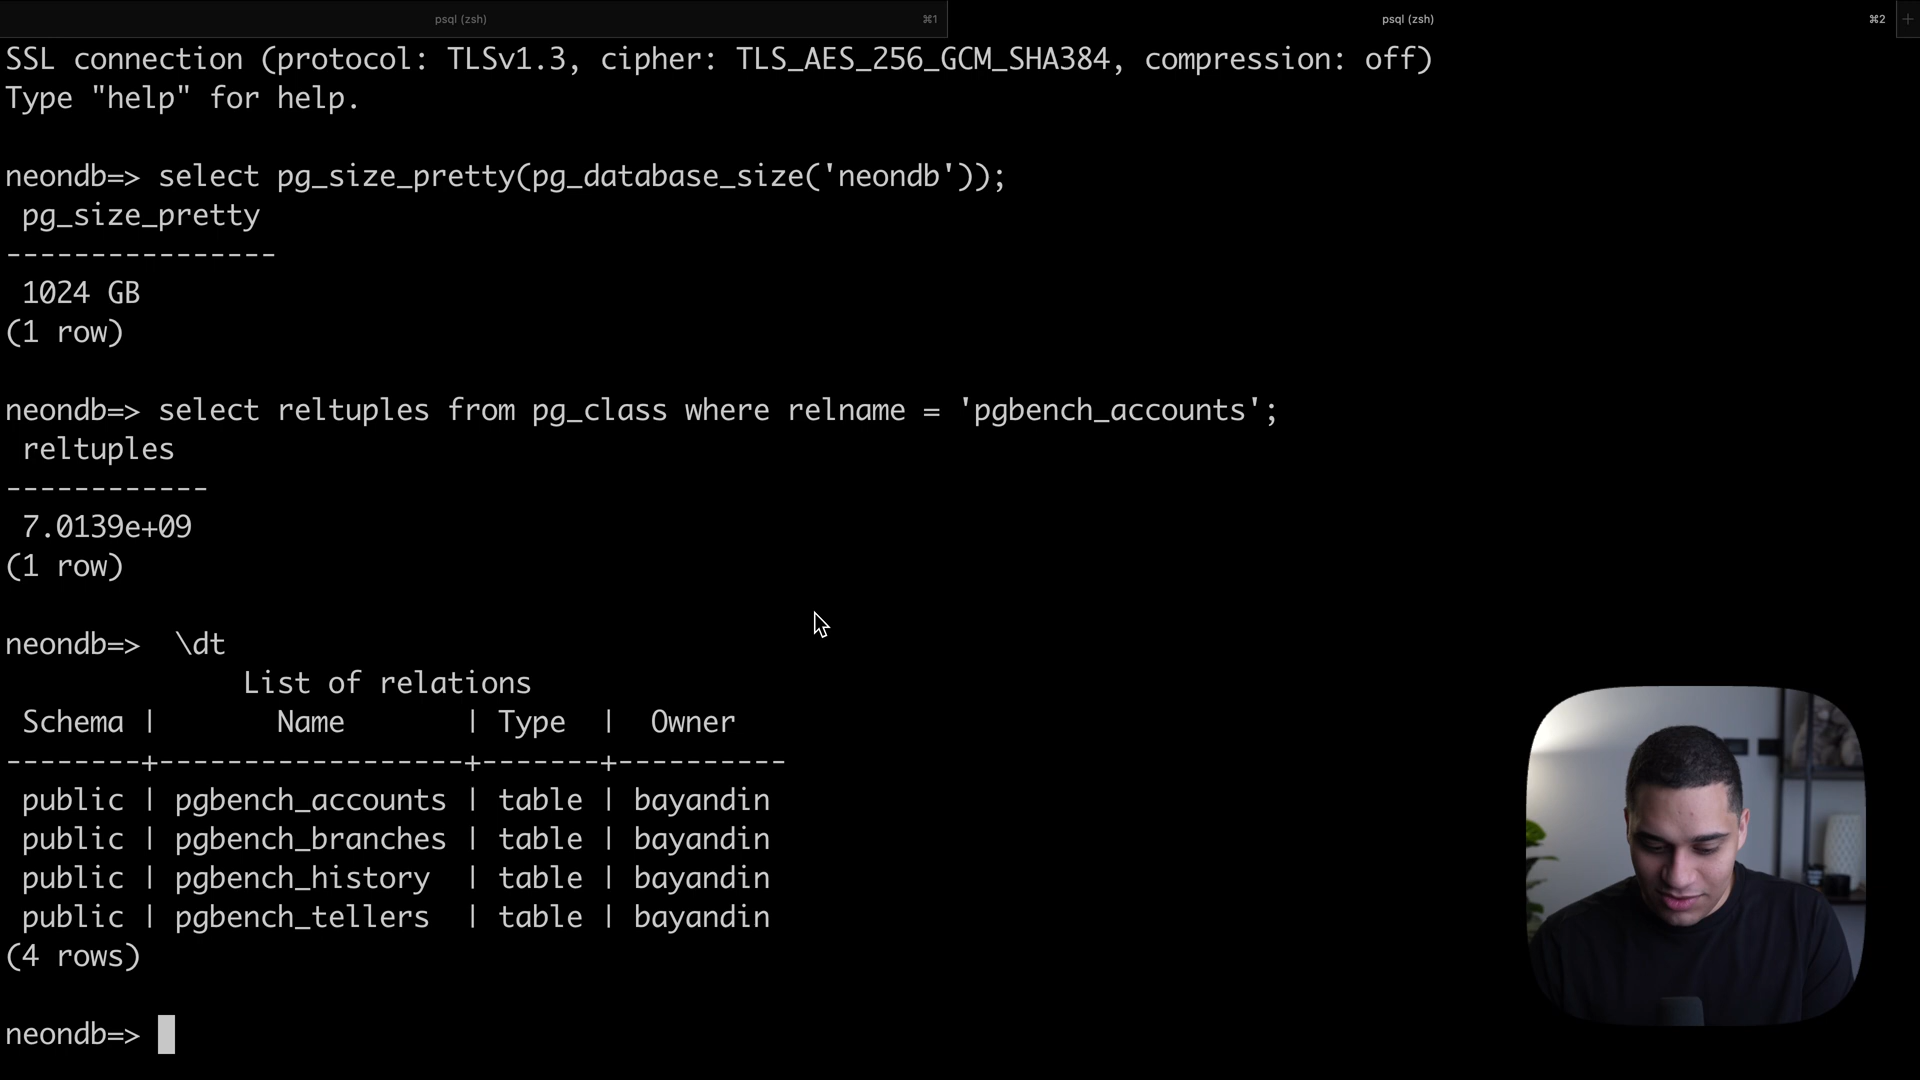 psql (zsh) ⌘1 psql (zsh) ⌘2 +
SSL connection (protocol: TLSv1.3, cipher: TLS_AES_256_GCM_SHA384, compression: off)
Type "help" for help.
neondb=> select pg_size_pretty(pg_database_size('neondb'));
 pg_size_pretty
----------------
 1024 GB
(1 row)
neondb=> select reltuples from pg_class where relname = 'pgbench_accounts';
 reltuples
------------
 7.0139e+09
(1 row)
neondb=>  \dt
              List of relations
 Schema |       Name       | Type  |  Owner
--------+------------------+-------+----------
 public | pgbench_accounts | table | bayandin
 public | pgbench_branches | table | bayandin
 public | pgbench_history  | table | bayandin
 public | pgbench_tellers  | table | bayandin
(4 rows)
neondb=>